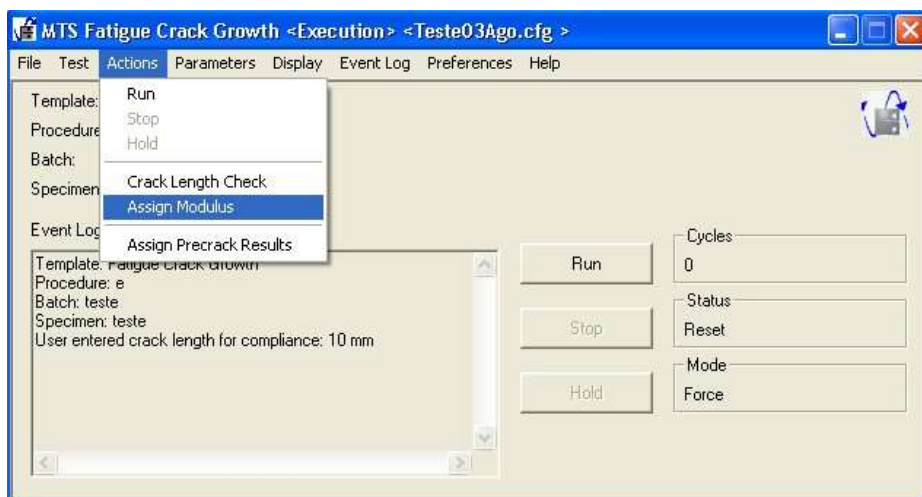 MTS Fatigue Crack Growth <Execution> <Teste03Ago.cfg >
File Test Actions Parameters Display Event Log Preferences Help
Run
Stop
Hold
Crack Length Check
Assign Modulus
Assign Precrack Results
Template:
Procedure
Batch:
Specimen
Event Log
Template: Fatigue Crack Growth
Procedure: e
Batch: teste
Specimen: teste
User entered crack length for compliance: 10 mm
Run
Stop
Hold
Cycles
0
Status
Reset
Mode
Force